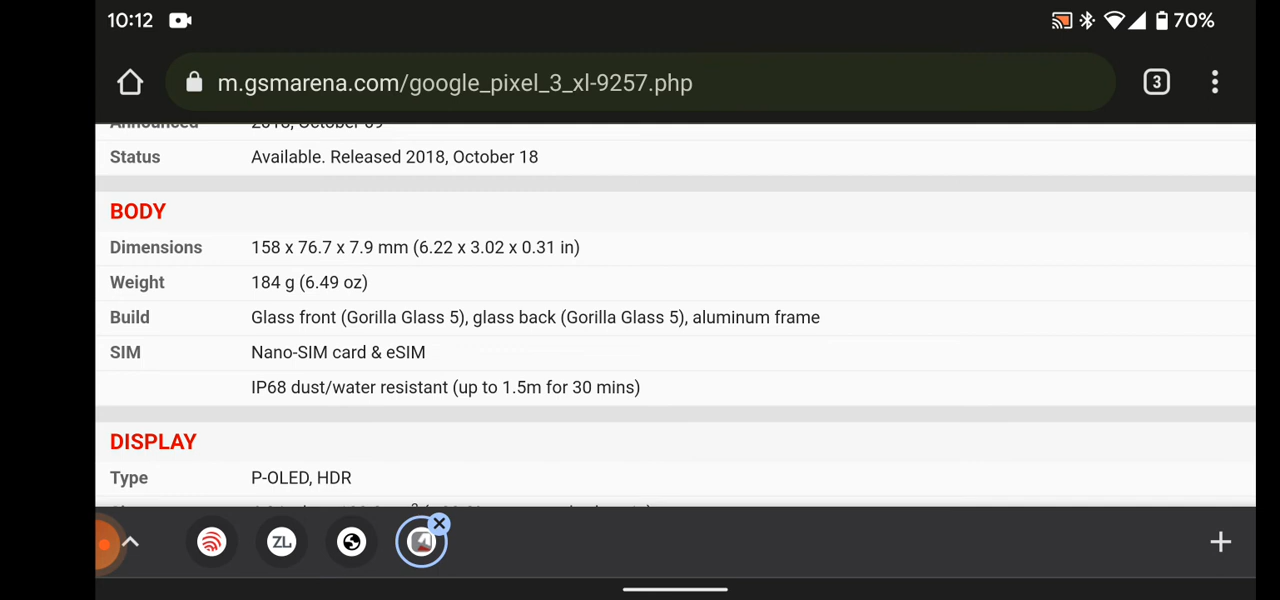 10:12
70%
m.gsmarena.com/google_pixel_3_xl-9257.php
3
Announced 2018, October 09
Status Available. Released 2018, October 18
BODY
Dimensions 158 x 76.7 x 7.9 mm (6.22 x 3.02 x 0.31 in)
Weight 184 g (6.49 oz)
Build Glass front (Gorilla Glass 5), glass back (Gorilla Glass 5), aluminum frame
SIM Nano-SIM card & eSIM
IP68 dust/water resistant (up to 1.5m for 30 mins)
DISPLAY
Type P-OLED, HDR
ZL